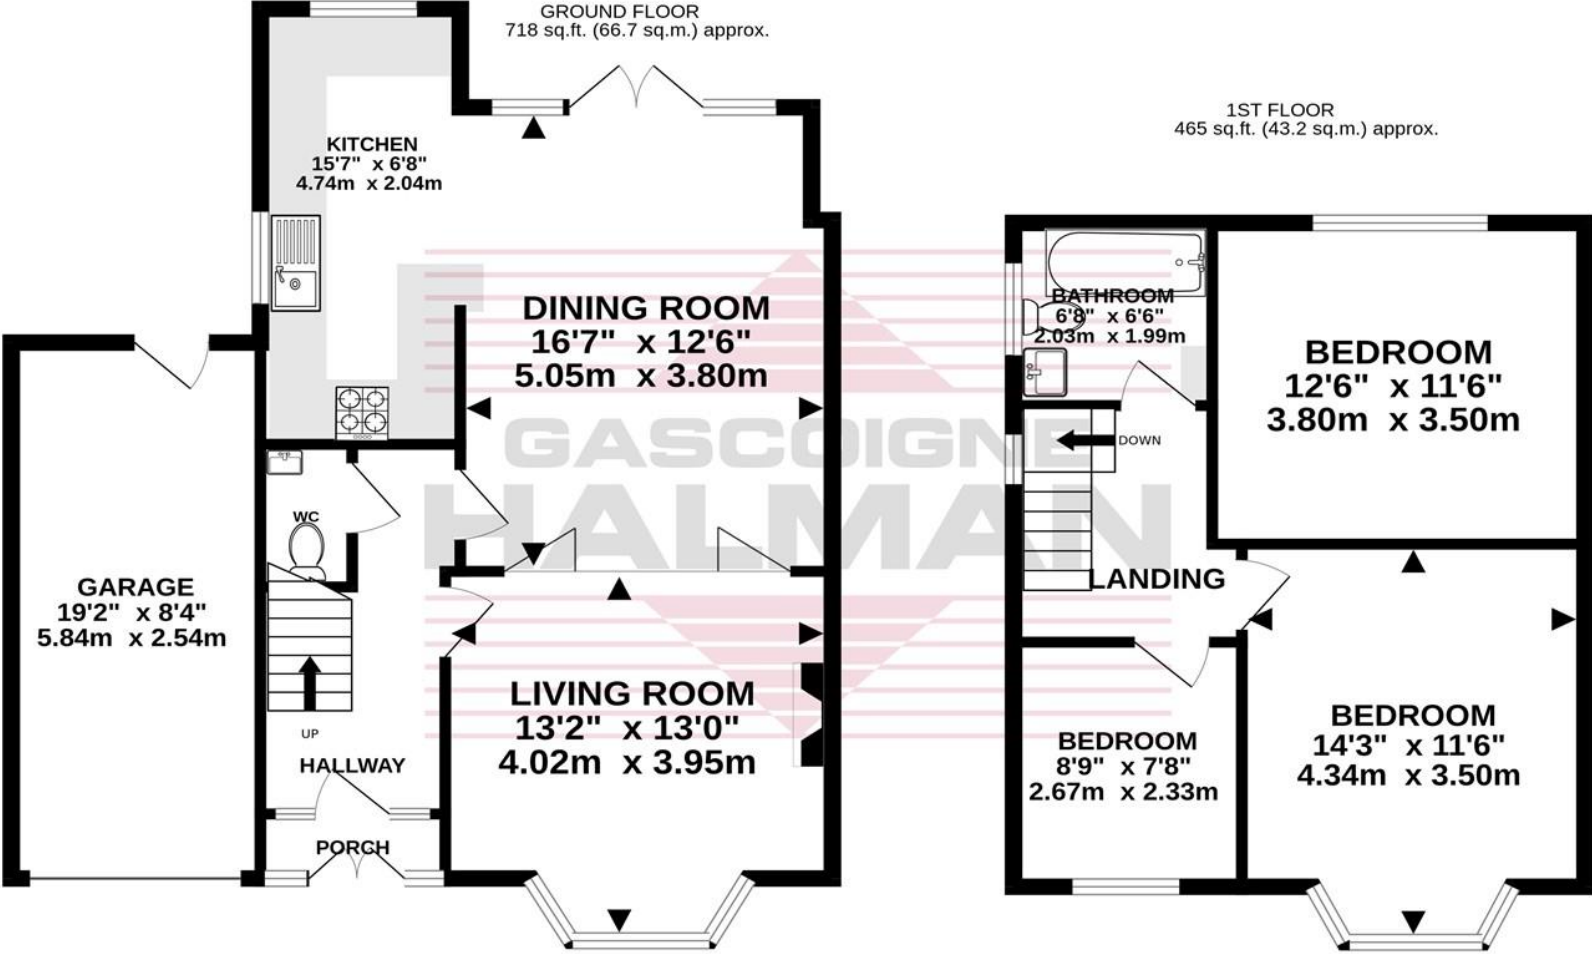 GROUND FLOOR
718 sq.ft. (66.7 sq.m.) approx.
KITCHEN
15'7" x 6'8"
4.74m x 2.04m
DINING ROOM
16'7" x 12'6"
5.05m x 3.80m
WC
GARAGE
19'2" x 8'4"
5.84m x 2.54m
LIVING ROOM
13'2" x 13'0"
4.02m x 3.95m
UP
HALLWAY
PORCH
1ST FLOOR
465 sq.ft. (43.2 sq.m.) approx.
BATHROOM
6'8" x 6'6"
2.03m x 1.99m
BEDROOM
12'6" x 11'6"
3.80m x 3.50m
DOWN
LANDING
BEDROOM
14'3" x 11'6"
4.34m x 3.50m
BEDROOM
8'9" x 7'8"
2.67m x 2.33m
GASCOIGNE
HALMAN